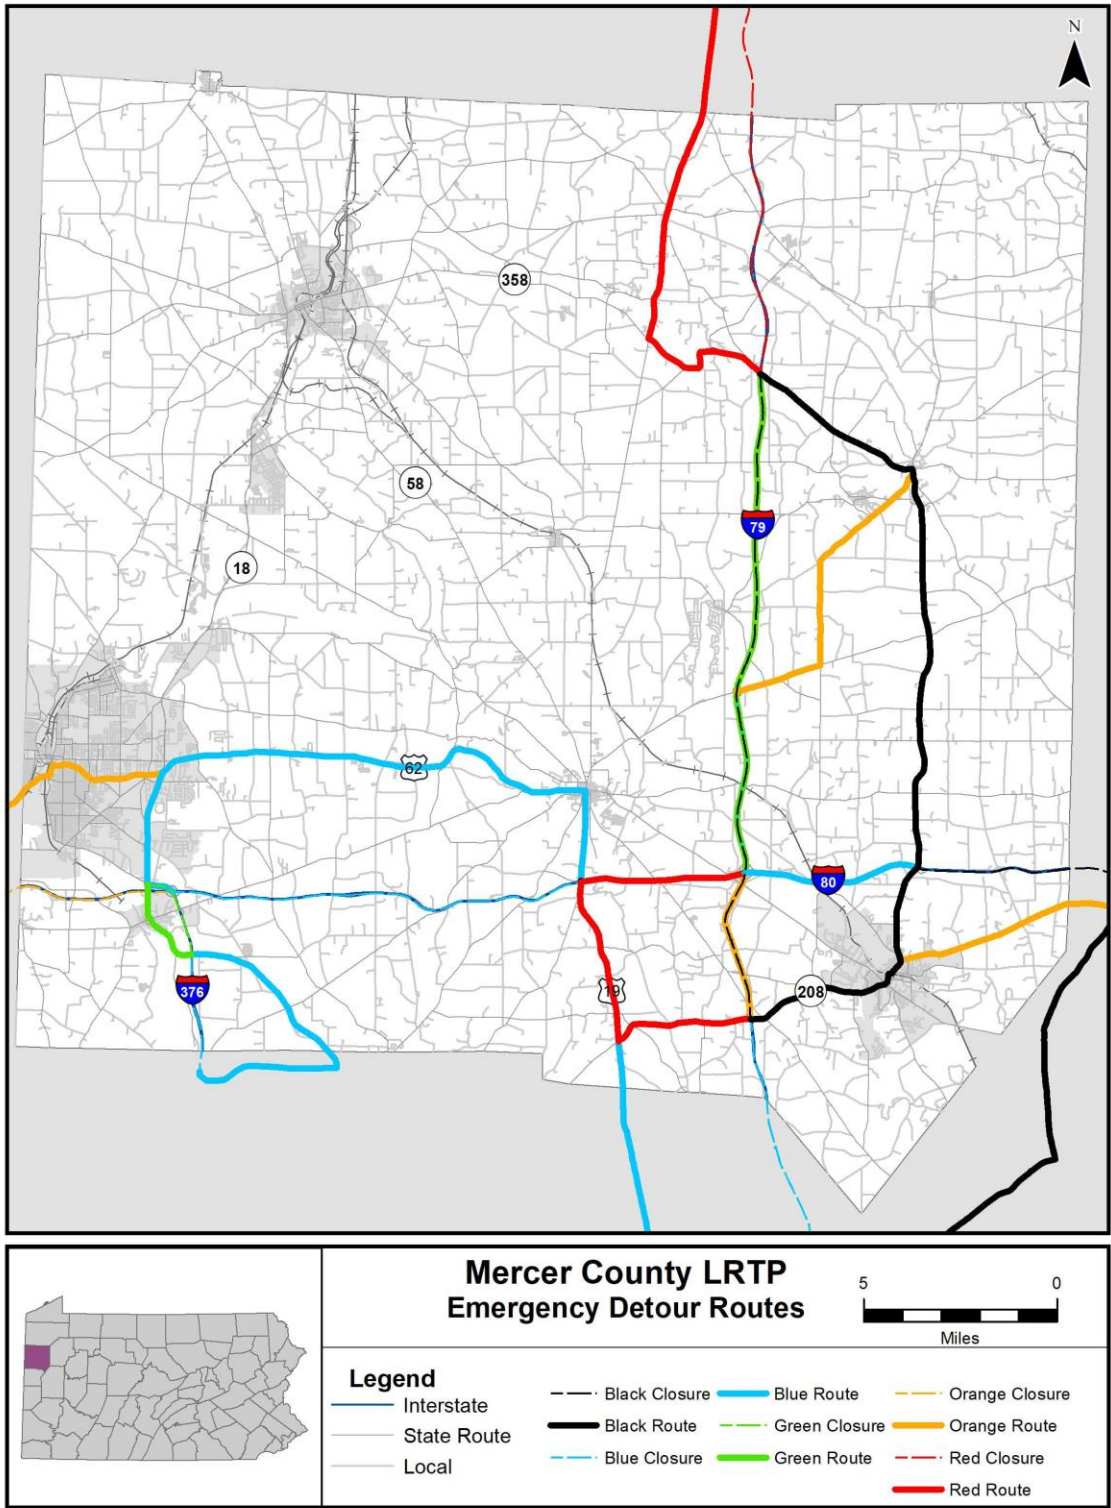 N
358
58
79
18
62
80
376
19
208
Mercer County LRTP
Emergency Detour Routes
5 0
Miles
Legend
Interstate
State Route
Local
Black Closure
Black Route
Blue Closure
Blue Route
Green Closure
Green Route
Orange Closure
Orange Route
Red Closure
Red Route